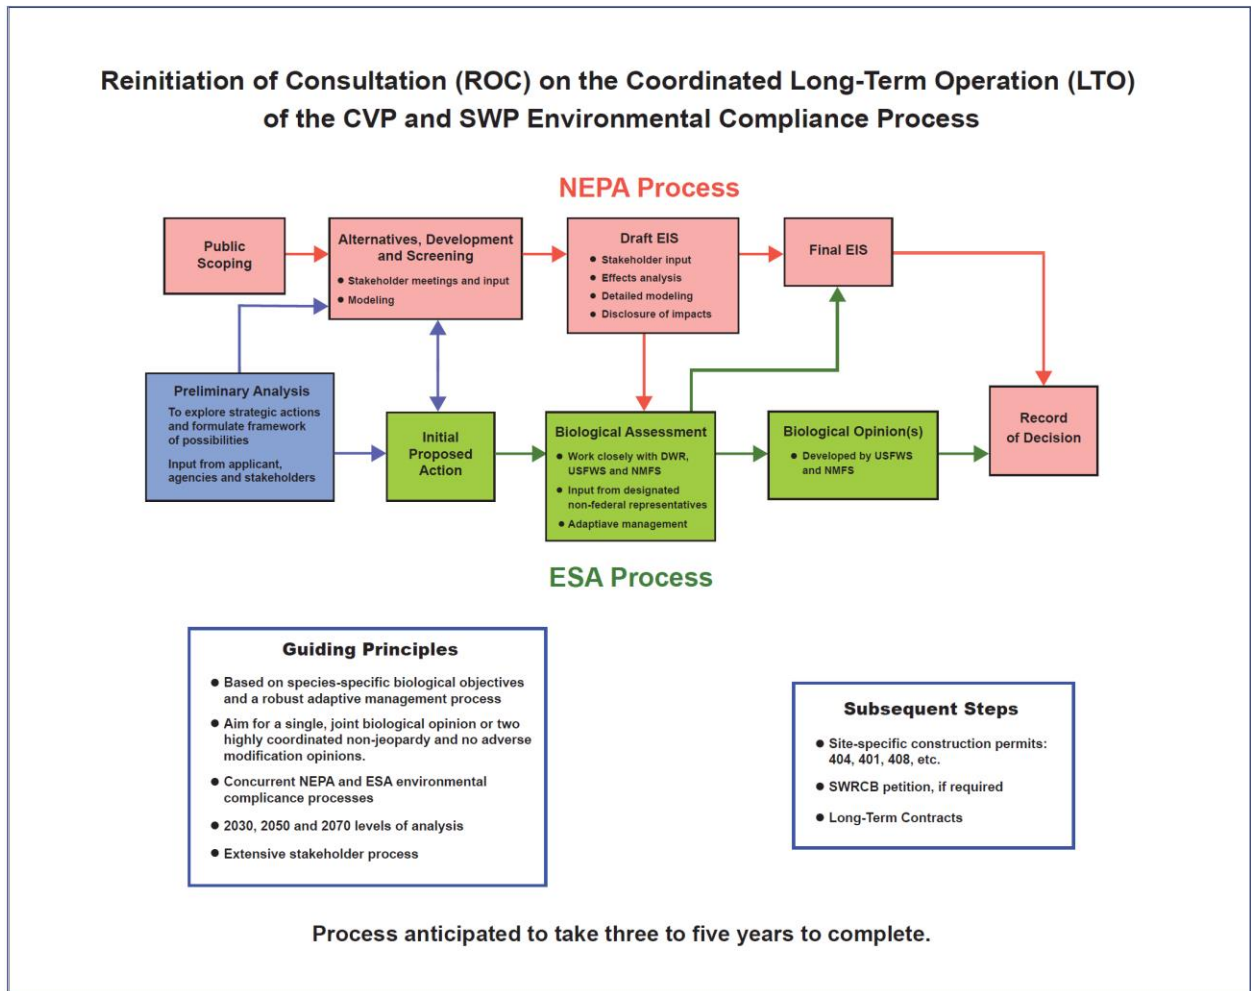 Reinitiation of Consultation (ROC) on the Coordinated Long-Term Operation (LTO)
of the CVP and SWP Environmental Compliance Process
NEPA Process
Public
Scoping
Alternatives, Development
and Screening
● Stakeholder meetings and input
● Modeling
Draft EIS
● Stakeholder input
● Effects analysis
● Detailed modeling
● Disclosure of impacts
Final EIS
Preliminary Analysis
To explore strategic actions
and formulate framework
of possibilities
Input from applicant,
agencies and stakeholders
Initial
Proposed
Action
Biological Assessment
● Work closely with DWR,
USFWS and NMFS
● Input from designated
non-federal representatives
● Adaptiave management
Biological Opinion(s)
● Developed by USFWS
and NMFS
Record
of Decision
ESA Process
Guiding Principles
● Based on species-specific biological objectives
and a robust adaptive management process
● Aim for a single, joint biological opinion or two
highly coordinated non-jeopardy and no adverse
modification opinions.
● Concurrent NEPA and ESA environmental
complicance processes
● 2030, 2050 and 2070 levels of analysis
● Extensive stakeholder process
Subsequent Steps
● Site-specific construction permits:
404, 401, 408, etc.
● SWRCB petition, if required
● Long-Term Contracts
Process anticipated to take three to five years to complete.